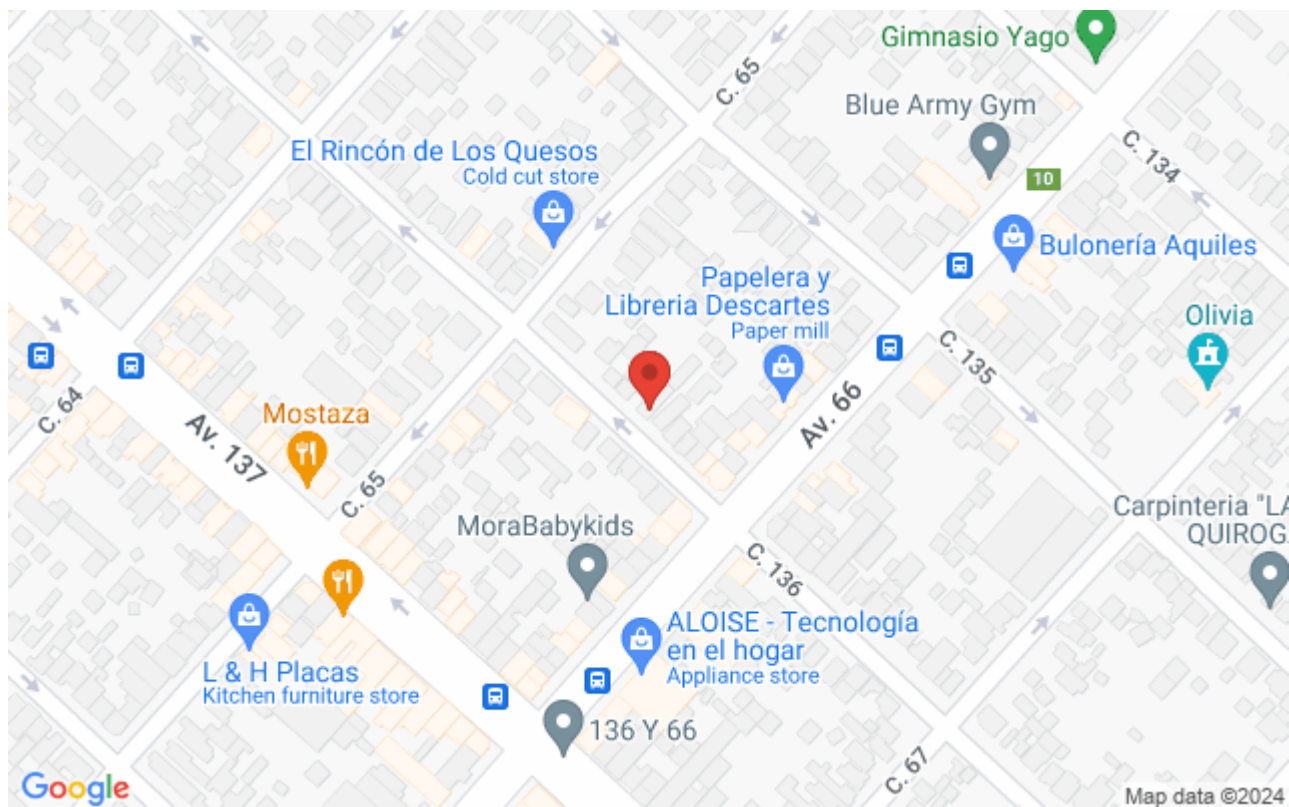 Gimnasio Yago
C. 65
Blue Army Gym
C. 134
El Rincón de Los Quesos
Cold cut store
10
Bulonería Aquiles
Papelera y
Libreria Descartes
Paper mill
Olivia
C. 135
C. 64
Av. 137
Mostaza
Av. 66
C. 65
MoraBabykids
Carpinteria "LA
QUIROGA
C. 136
ALOISE - Tecnología
en el hogar
Appliance store
L & H Placas
Kitchen furniture store
136 Y 66
C. 67
Google
Map data ©2024